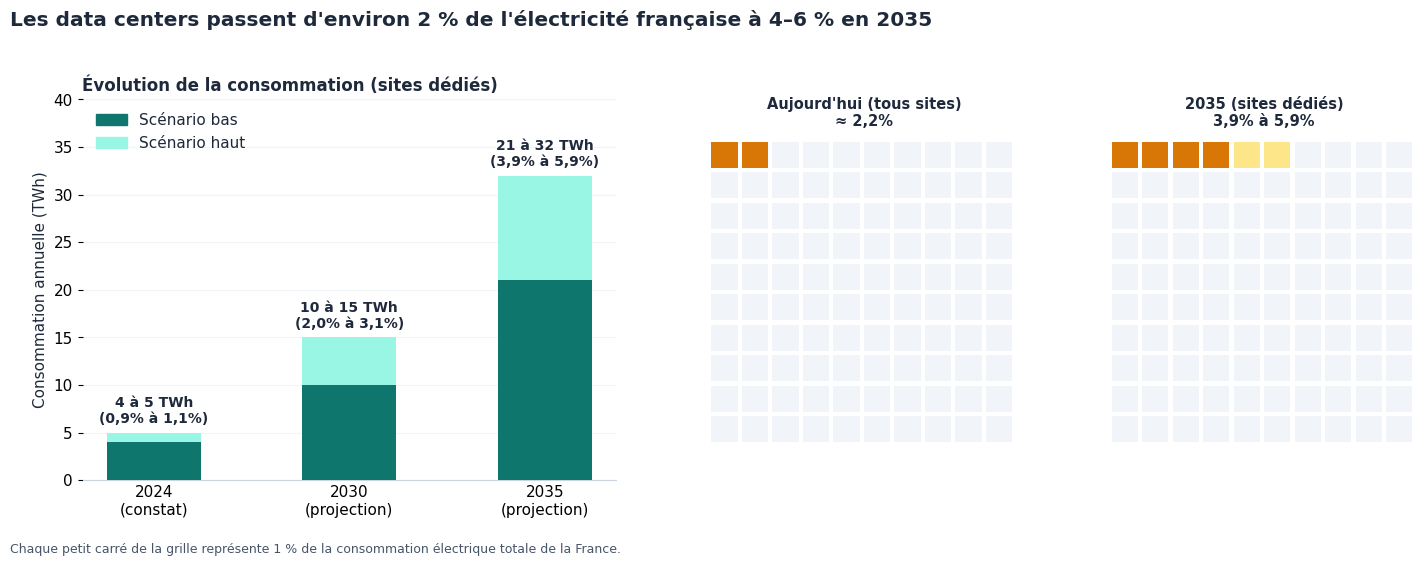 Les data centers passent d'environ 2 % de l'électricité française à 4–6 % en 2035
Évolution de la consommation (sites dédiés)
Consommation annuelle (TWh)
40
35
30
25
20
15
10
5
0
Scénario bas
Scénario haut
4 à 5 TWh
(0,9% à 1,1%)
10 à 15 TWh
(2,0% à 3,1%)
21 à 32 TWh
(3,9% à 5,9%)
2024
(constat)
2030
(projection)
2035
(projection)
Aujourd'hui (tous sites)
≈ 2,2%
2035 (sites dédiés)
3,9% à 5,9%
Chaque petit carré de la grille représente 1 % de la consommation électrique totale de la France.